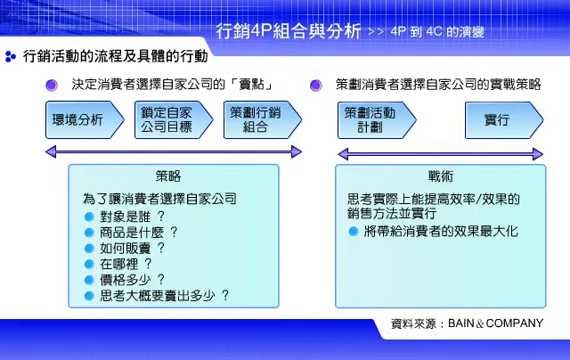 行銷4P組合與分析 >> 4P 到 4C 的演變
行銷活動的流程及具體的行動
決定消費者選擇自家公司的「賣點」
策劃消費者選擇自家公司的實戰策略
環境分析
鎖定自家
公司目標
策劃行銷
組合
策劃活動
計劃
實行
策略
為了讓消費者選擇自家公司
對象是誰 ?
商品是什麼 ?
如何販賣 ?
在哪裡 ?
價格多少 ?
思考大概要賣出多少 ?
戰術
思考實際上能提高效率/效果的
銷售方法並實行
將帶給消費者的效果最大化
資料來源：BAIN&COMPANY